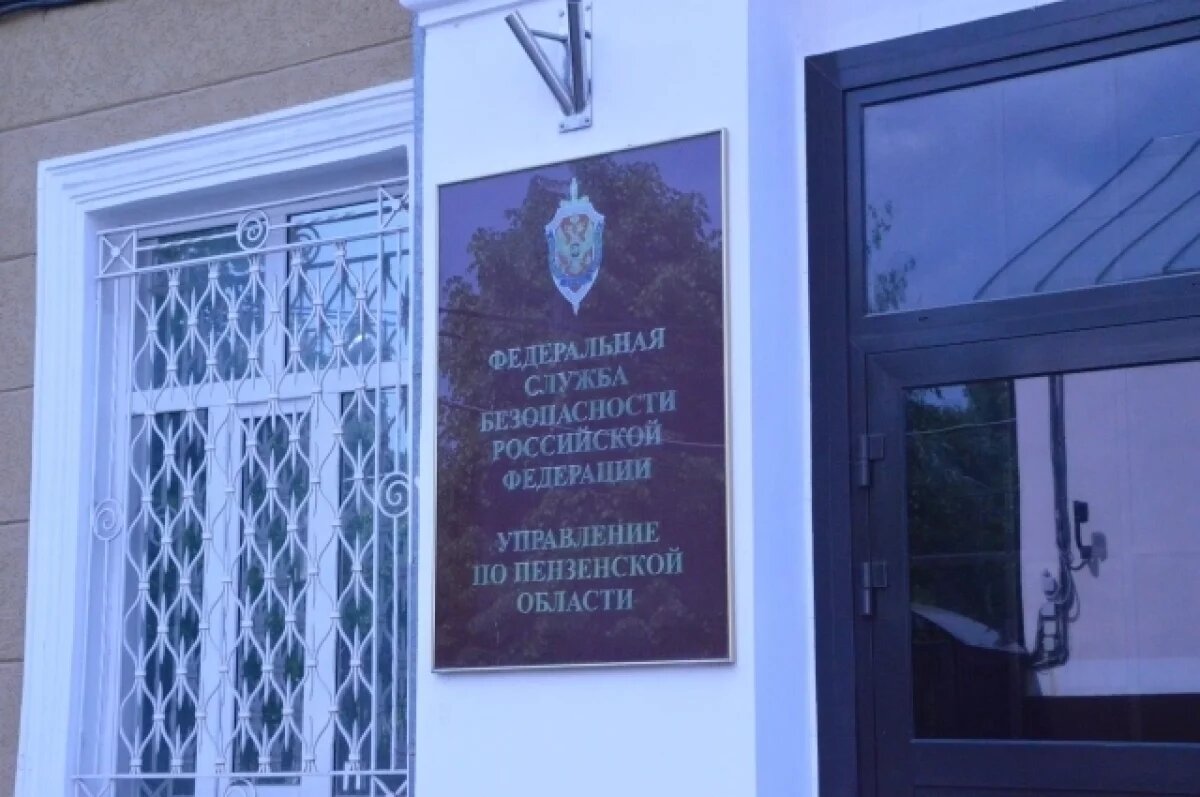 ФЕДЕРАЛЬНАЯ
СЛУЖБА
БЕЗОПАСНОСТИ
РОССИЙСКОЙ
ФЕДЕРАЦИИ
УПРАВЛЕНИЕ
ПО ПЕНЗЕНСКОЙ
ОБЛАСТИ